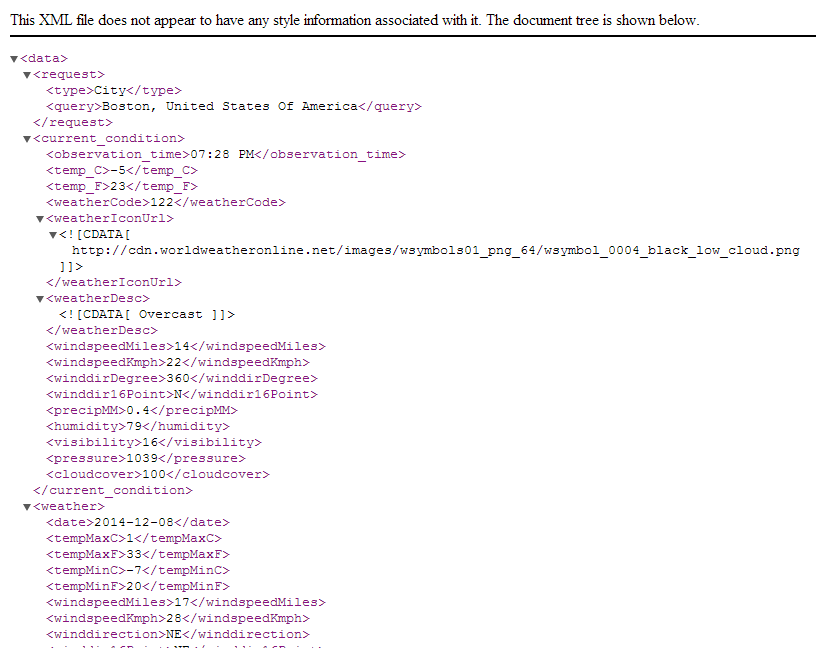 This XML file does not appear to have any style information associated with it. The document tree is shown below.
▼<data>
▼<request>
<type>City</type>
<query>Boston, United States Of America</query>
</request>
▼<current_condition>
<observation_time>07:28 PM</observation_time>
<temp_C>-5</temp_C>
<temp_F>23</temp_F>
<weatherCode>122</weatherCode>
▼<weatherIconUrl>
▼<![CDATA[
http://cdn.worldweatheronline.net/images/wsymbols01_png_64/wsymbol_0004_black_low_cloud.png
]]>
</weatherIconUrl>
▼<weatherDesc>
<![CDATA[ Overcast ]]>
</weatherDesc>
<windspeedMiles>14</windspeedMiles>
<windspeedKmph>22</windspeedKmph>
<winddirDegree>360</winddirDegree>
<winddir16Point>N</winddir16Point>
<precipMM>0.4</precipMM>
<humidity>79</humidity>
<visibility>16</visibility>
<pressure>1039</pressure>
<cloudcover>100</cloudcover>
</current_condition>
▼<weather>
<date>2014-12-08</date>
<tempMaxC>1</tempMaxC>
<tempMaxF>33</tempMaxF>
<tempMinC>-7</tempMinC>
<tempMinF>20</tempMinF>
<windspeedMiles>17</windspeedMiles>
<windspeedKmph>28</windspeedKmph>
<winddirection>NE</winddirection>